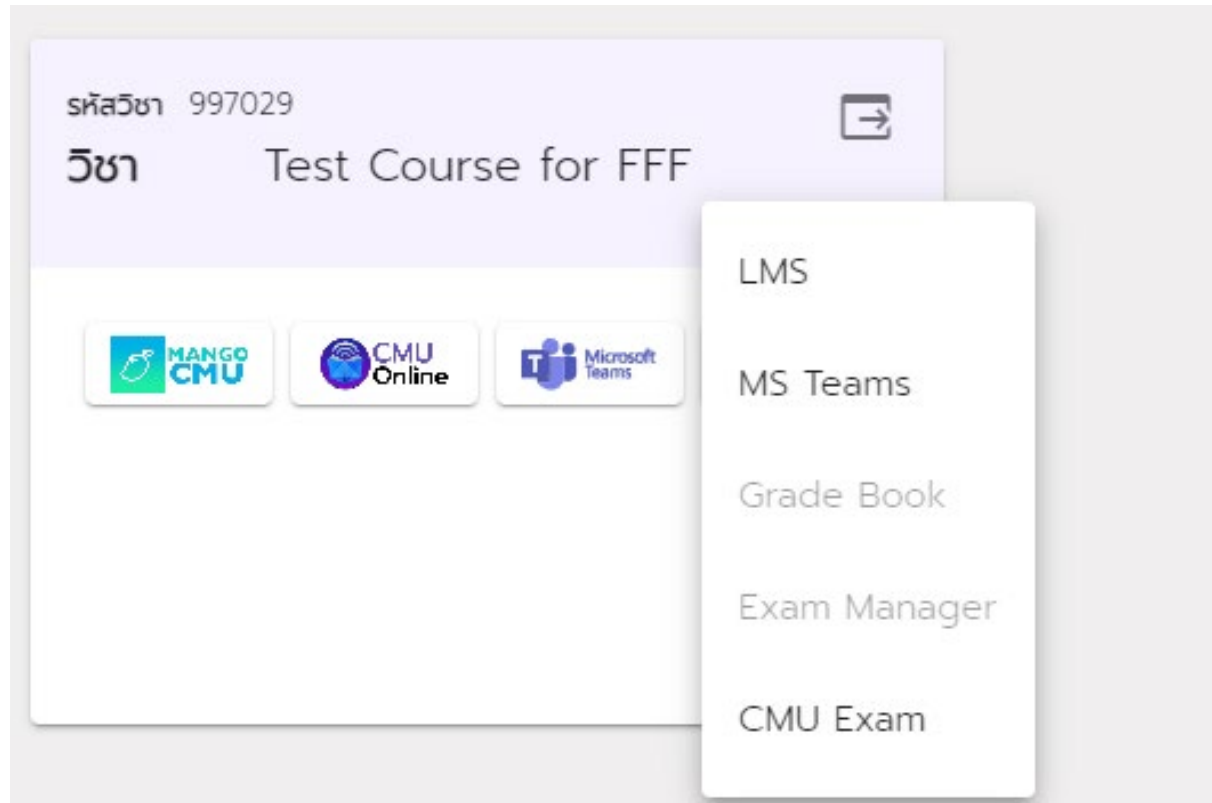 รหัสวิชา 997029
วิชา Test Course for FFF
MANGO
CMU
CMU
Online
Microsoft
Teams
LMS
MS Teams
Grade Book
Exam Manager
CMU Exam